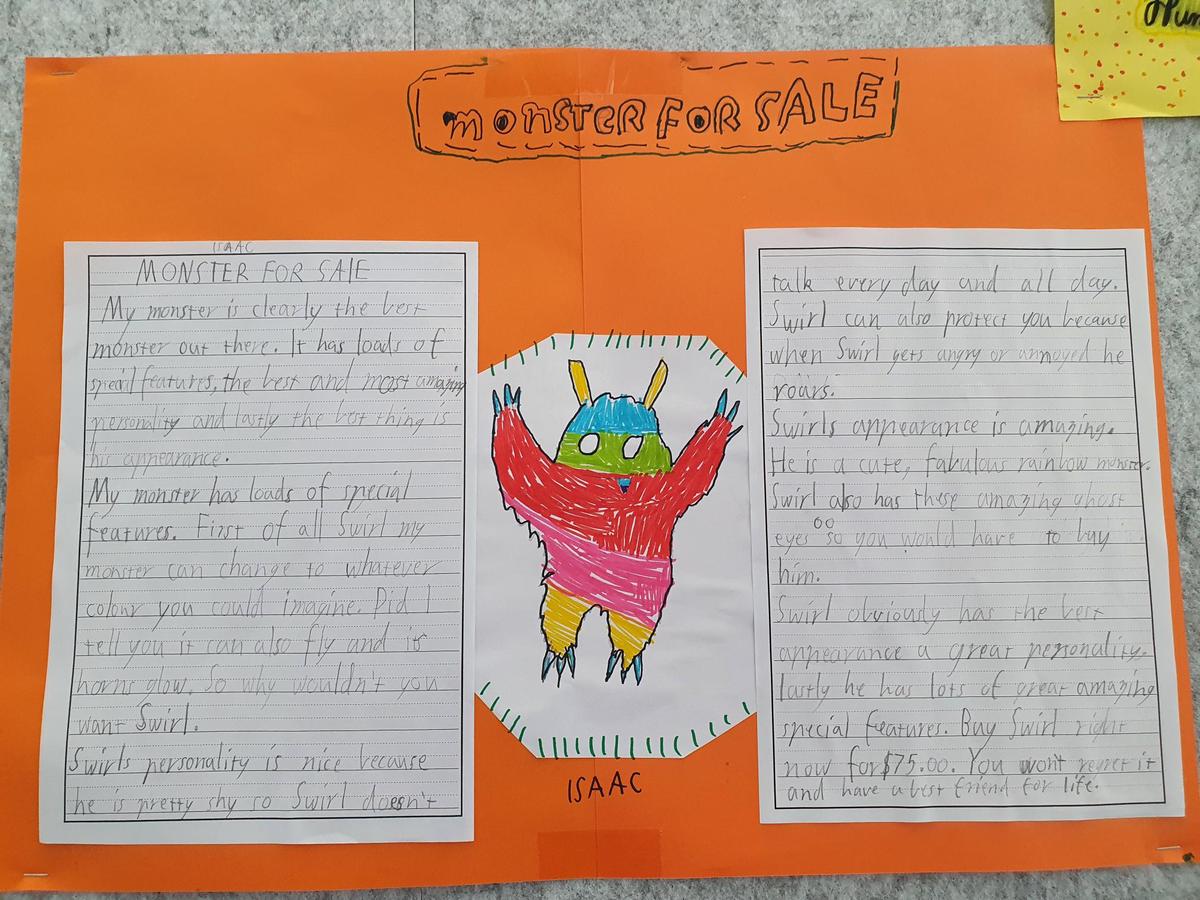 Hun
MONSTER FOR SALE
ISAAC
MONSTER FOR SALE
My monster is clearly the best
monster out there. It has loads of
speciil features, the best and most amazing
personality and lastly the best thing is
his appearance.
My monster has loads of special
features. First of all Swirl my
monster can change to whatever
colour you could imagine. Did I
tell you it can also fly and its
horns glow. So why wouldn't you
want Swirl.
Swirls personality is nice because
he is pretty shy so Swirl doesn't
talk every day and all day.
Swirl can also protect you because
when Swirl gets angry or annoyed he
roars.
Swirls appearance is amazing.
He is a cute, fabulous rainbow monster.
Swirl also has these amazing ghost
eyes so you would have to buy
him.
Swirl obviously has the best
appearance a great personality.
lastly he has lots of great amazing
special features. Buy Swirl right
now for $75.00. You won't regret it
and have a best friend for life.
ISAAC